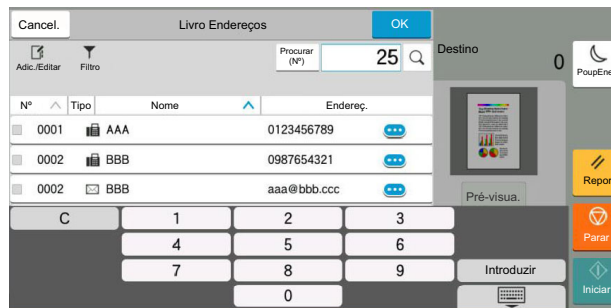 Cancel.
Livro Endereços
OK
Adic./Editar
Filtro
Procurar
(Nº)
25
Destino
0
PoupEne
Nº Tipo Nome Endereç.
0001 AAA 0123456789
0002 BBB 0987654321
0002 BBB aaa@bbb.ccc
Pré-visua.
Repor
Parar
Iniciar
C 1 2 3
4 5 6
7 8 9 Introduzir
0